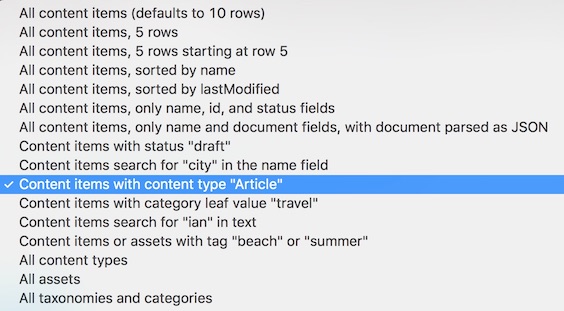 All content items (defaults to 10 rows)
All content items, 5 rows
All content items, 5 rows starting at row 5
All content items, sorted by name
All content items, sorted by lastModified
All content items, only name, id, and status fields
All content items, only name and document fields, with document parsed as JSON
Content items with status "draft"
Content items search for "city" in the name field
✓ Content items with content type "Article"
Content items with category leaf value "travel"
Content items search for "ian" in text
Content items or assets with tag "beach" or "summer"
All content types
All assets
All taxonomies and categories